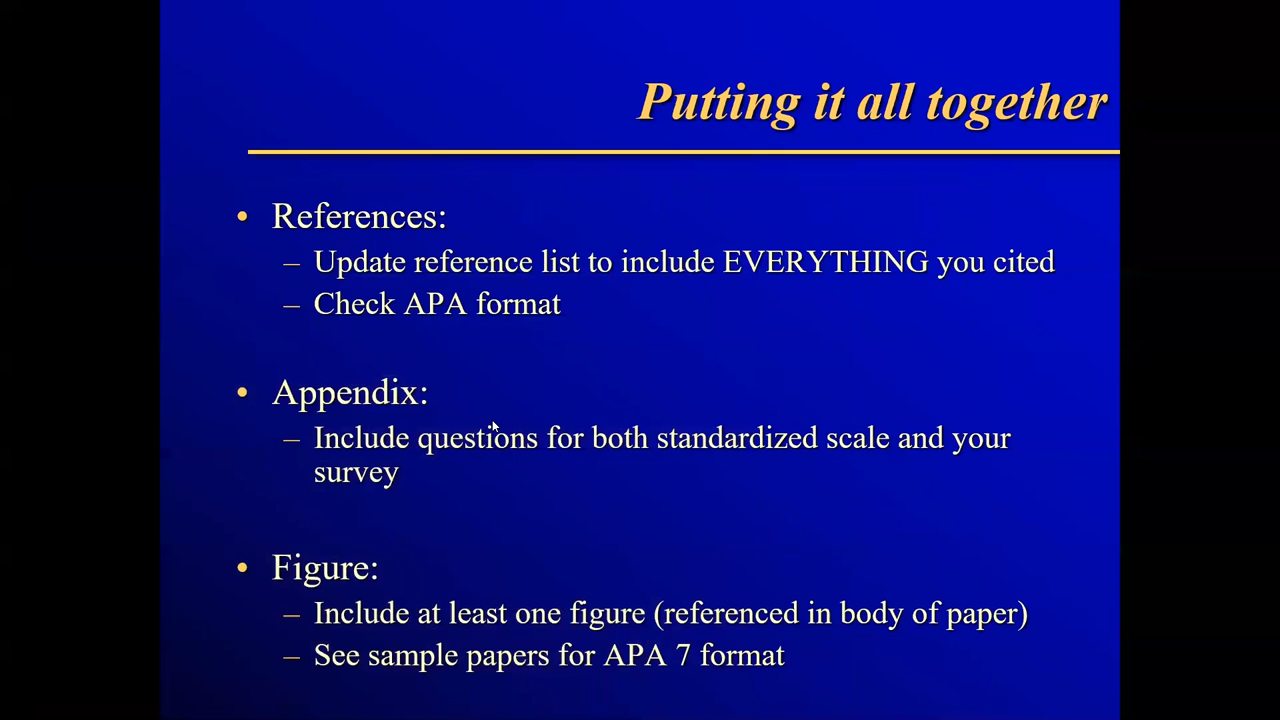 Putting it all together
• References:
– Update reference list to include EVERYTHING you cited
– Check APA format
• Appendix:
– Include questions for both standardized scale and your
survey
• Figure:
– Include at least one figure (referenced in body of paper)
– See sample papers for APA 7 format